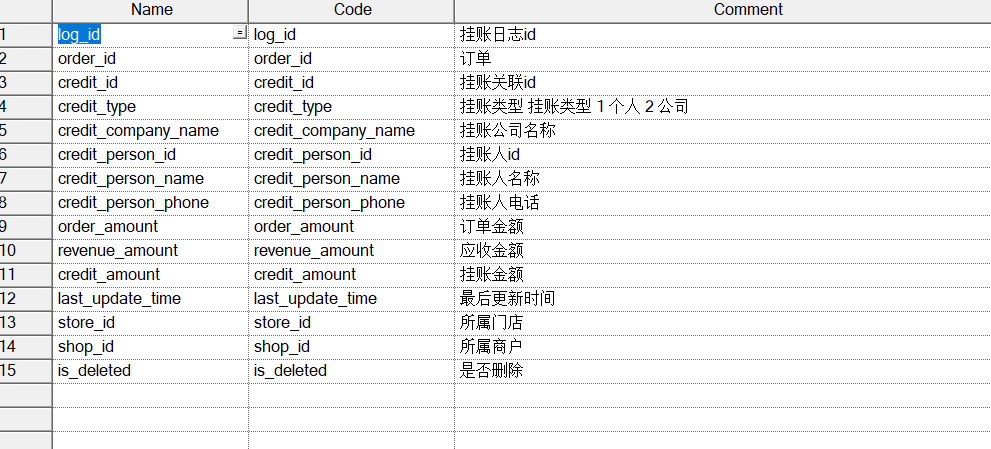 Name Code Comment
1 log_id = log_id 挂账日志id
2 order_id order_id 订单
3 credit_id credit_id 挂账关联id
4 credit_type credit_type 挂账类型 挂账类型 1 个人 2 公司
5 credit_company_name credit_company_name 挂账公司名称
6 credit_person_id credit_person_id 挂账人id
7 credit_person_name credit_person_name 挂账人名称
8 credit_person_phone credit_person_phone 挂账人电话
9 order_amount order_amount 订单金额
10 revenue_amount revenue_amount 应收金额
11 credit_amount credit_amount 挂账金额
12 last_update_time last_update_time 最后更新时间
13 store_id store_id 所属门店
14 shop_id shop_id 所属商户
15 is_deleted is_deleted 是否删除